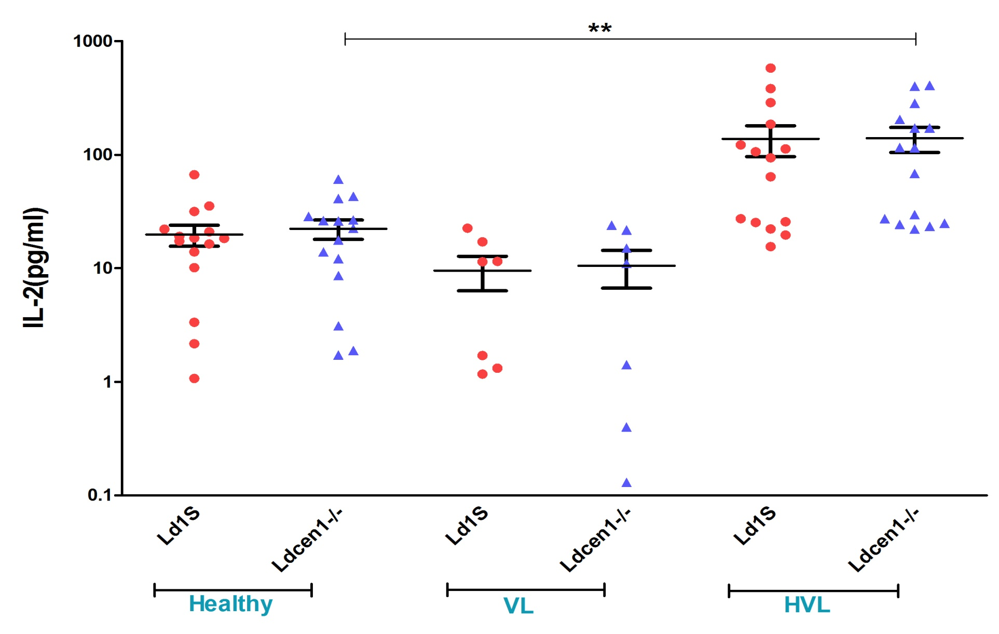 **
1000
100
10
1
0.1
IL-2(pg/ml)
Ld1S
Ldcen1-/-
Ld1S
Ldcen1-/-
Ld1S
Ldcen1-/-
Healthy
VL
HVL